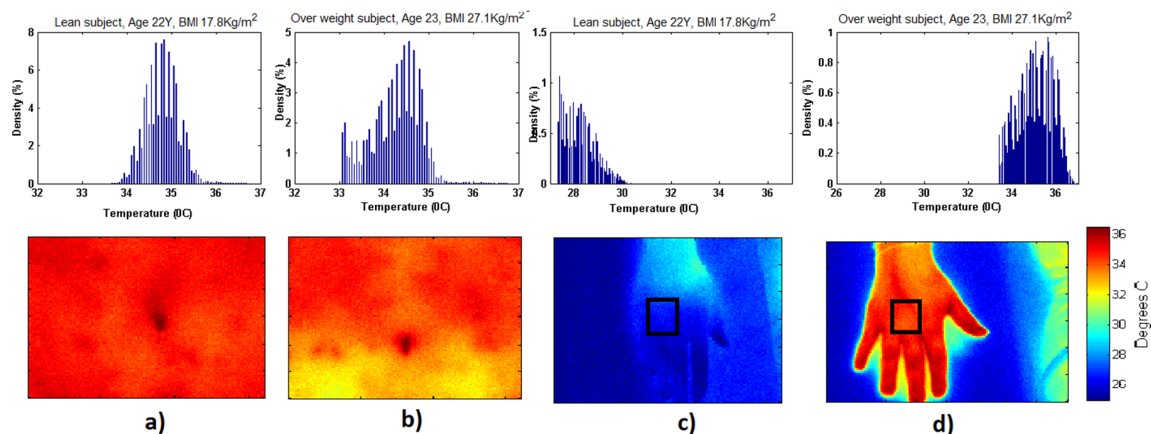 Lean subject, Age 22Y, BMI 17.8Kg/m²
Density (%)
8
6
4
2
0
32 33 34 35 36 37
Temperature (0C)
Over weight subject, Age 23, BMI 27.1Kg/m²
Density (%)
5
4
3
2
1
0
32 33 34 35 36 37
Temperature (0C)
Lean subject, Age 22Y, BMI 17.8Kg/m²
Density (%)
1.5
1
0.5
0
28 30 32 34 36
Temperature (0C)
Over weight subject, Age 23, BMI 27.1Kg/m²
Density (%)
1
0.8
0.6
0.4
0.2
0
26 28 30 32 34 36
Temperature (0C)
36
34
32
30
28
26
Degrees C
a)
b)
c)
d)